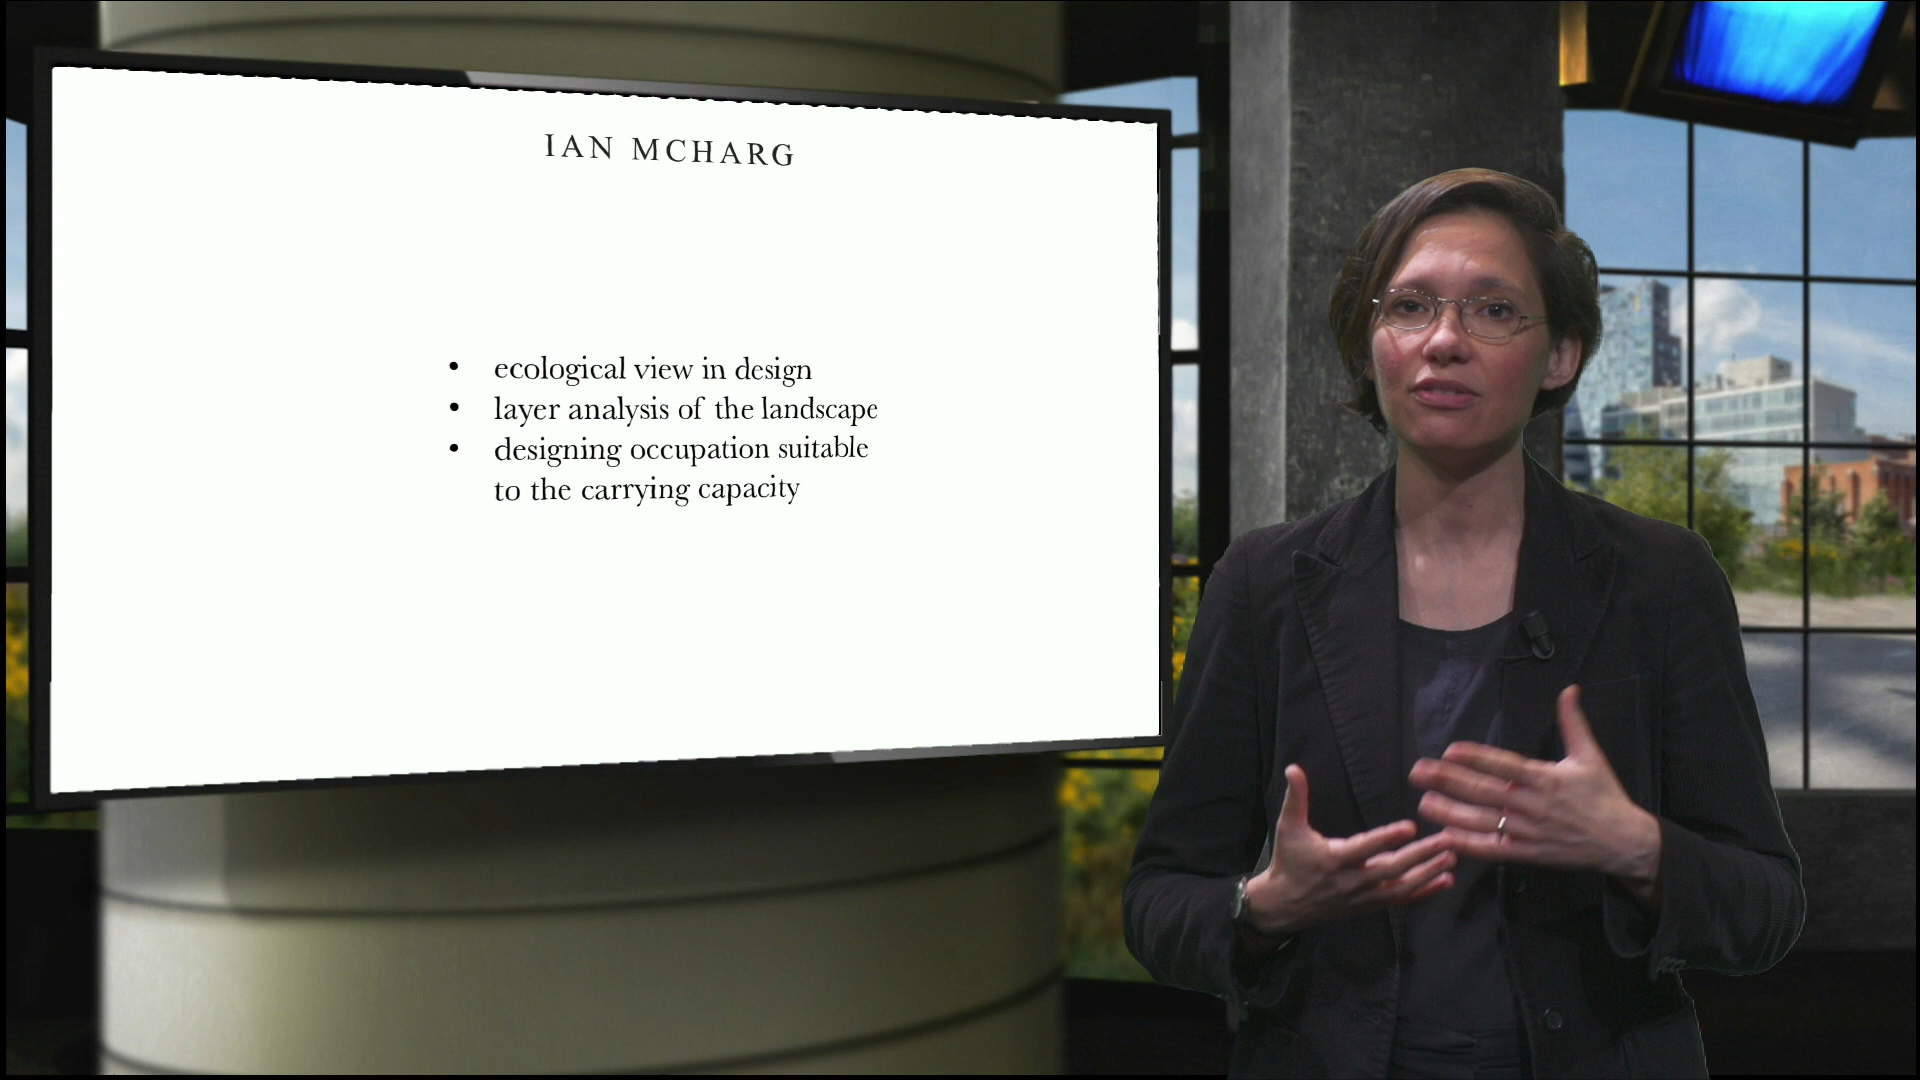 IAN MCHARG
• ecological view in design
• layer analysis of the landscape
• designing occupation suitable
to the carrying capacity